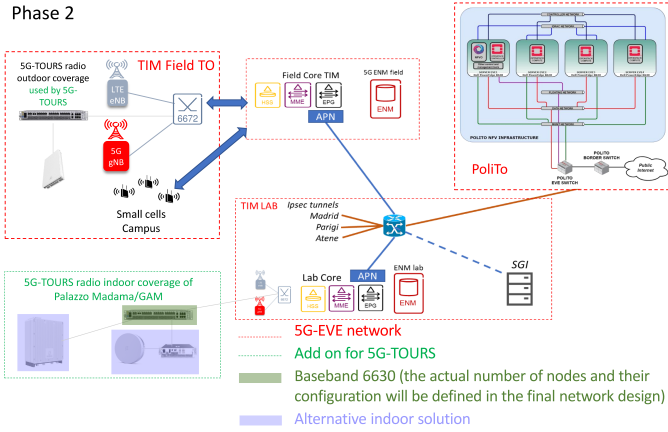 Phase 2
5G-TOURS radio
outdoor coverage
used by 5G-
TOURS
TIM Field TO
LTE
eNB
6672
5G
gNB
Small cells
Campus
Field Core TIM
HSS
MME
EPG
APN
5G ENM field
ENM
POLITO NFV INFRASTRUCTURE
PoliTo
POLITO
EVE SWITCH
POLITO
BORDER SWITCH
Public
Internet
TIM LAB
Ipsec tunnels
Madrid
Parigi
Atene
Lab Core
APN
HSS
MME
EPG
ENM lab
ENM
SGI
5G-TOURS radio indoor coverage of
Palazzo Madama/GAM
5G-EVE network
Add on for 5G-TOURS
Baseband 6630 (the actual number of nodes and their
configuration will be defined in the final network design)
Alternative indoor solution